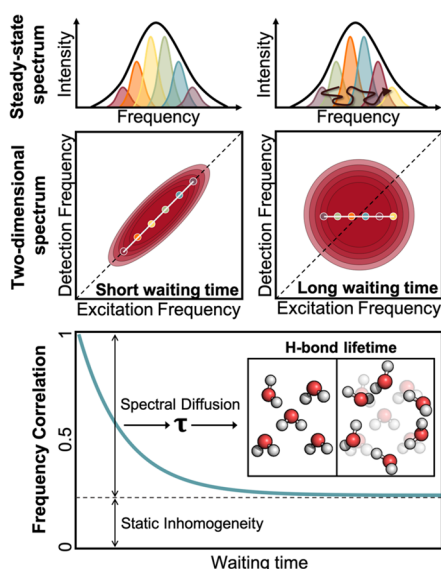 Steady-state
spectrum
Intensity
Frequency
Intensity
Frequency
Two-dimensional
spectrum
Detection Frequency
Short waiting time
Excitation Frequency
Detection Frequency
Long waiting time
Excitation Frequency
Frequency Correlation
1
0.5
0
Spectral Diffusion
τ
H-bond lifetime
Static Inhomogeneity
Waiting time